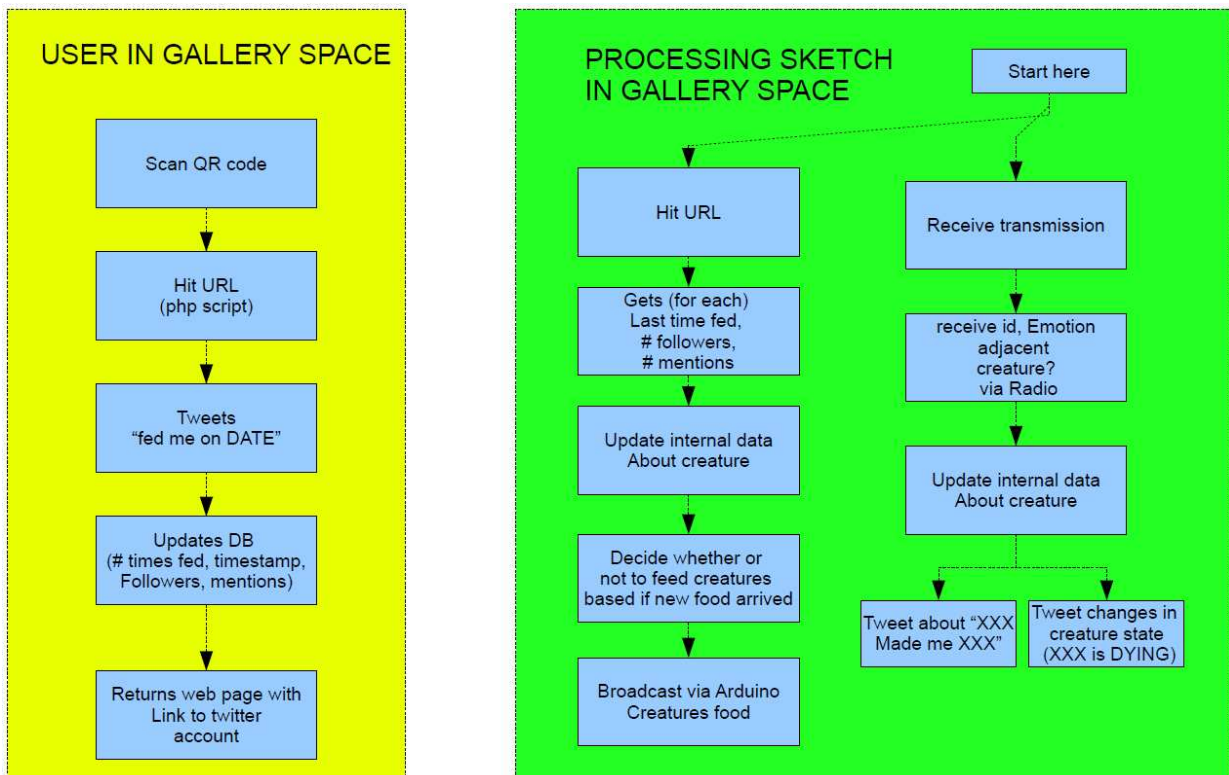 USER IN GALLERY SPACE
Scan QR code
Hit URL
(php script)
Tweets
“fed me on DATE”
Updates DB
(# times fed, timestamp,
Followers, mentions)
Returns web page with
Link to twitter
account
PROCESSING SKETCH
IN GALLERY SPACE
Start here
Hit URL
Gets (for each)
Last time fed,
# followers,
# mentions
Update internal data
About creature
Decide whether or
not to feed creatures
based if new food arrived
Broadcast via Arduino
Creatures food
Receive transmission
receive id, Emotion
adjacent
creature?
via Radio
Update internal data
About creature
Tweet about “XXX
Made me XXX”
Tweet changes in
creature state
(XXX is DYING)